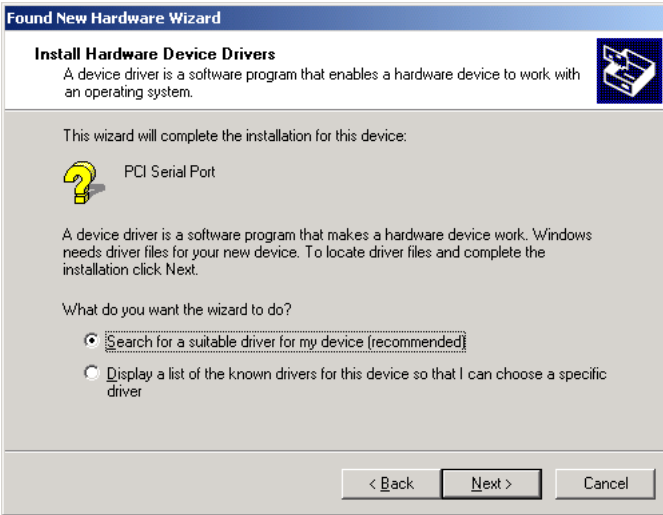 Found New Hardware Wizard
Install Hardware Device Drivers
A device driver is a software program that enables a hardware device to work with
an operating system.
This wizard will complete the installation for this device:
PCI Serial Port
A device driver is a software program that makes a hardware device work. Windows
needs driver files for your new device. To locate driver files and complete the
installation click Next.
What do you want the wizard to do?
Search for a suitable driver for my device (recommended)
Display a list of the known drivers for this device so that I can choose a specific
driver
< Back Next > Cancel